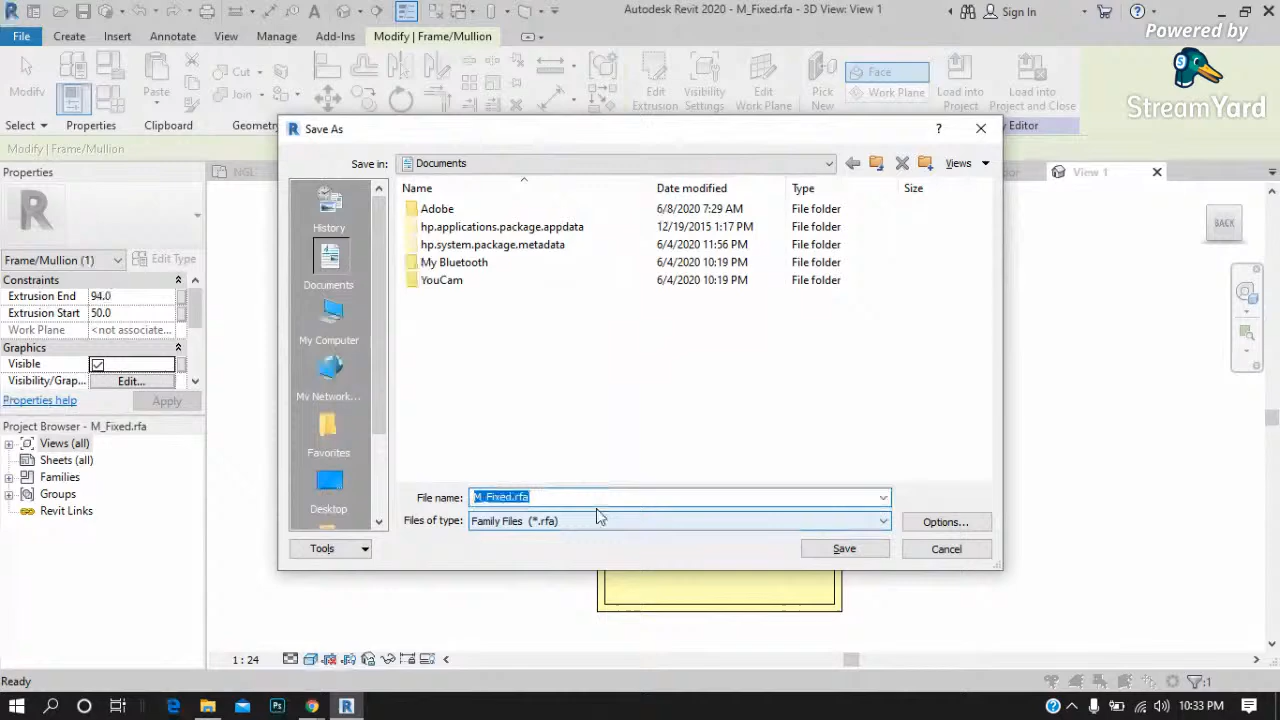 Autodesk Revit 2020 - M_Fixed.rfa - 3D View: View 1
Sign In
Powered by
StreamYard
File
Create
Insert
Annotate
View
Manage
Add-Ins
Modify | Frame/Mullion
Modify
Paste
Cut
Join
Edit
Extrusion
Visibility
Settings
Edit
Work Plane
Pick
New
Face
Work Plane
Load into
Project
Load into
Project and Close
Select
Properties
Clipboard
Geometry
Editor
Modify | Frame/Mullion
Properties
Frame/Mullion (1)
Edit Type
Constraints
Extrusion End
94.0
Extrusion Start
50.0
Work Plane
<not associate...
Graphics
Visible
Visibility/Grap...
Edit...
Properties help
Apply
Project Browser - M_Fixed.rfa
Views (all)
Sheets (all)
Families
Groups
Revit Links
View 1
BACK
Save As
?
Save in:
Documents
Views
Name
Date modified
Type
Size
Adobe
6/8/2020 7:29 AM
File folder
hp.applications.package.appdata
12/19/2015 1:17 PM
File folder
hp.system.package.metadata
6/4/2020 11:56 PM
File folder
My Bluetooth
6/4/2020 10:19 PM
File folder
YouCam
6/4/2020 10:19 PM
File folder
History
Documents
My Computer
My Network...
Favorites
Desktop
File name:
M_Fixed.rfa
Files of type:
Family Files (*.rfa)
Options...
Tools
Save
Cancel
1 : 24
Ready
:1
10:33 PM